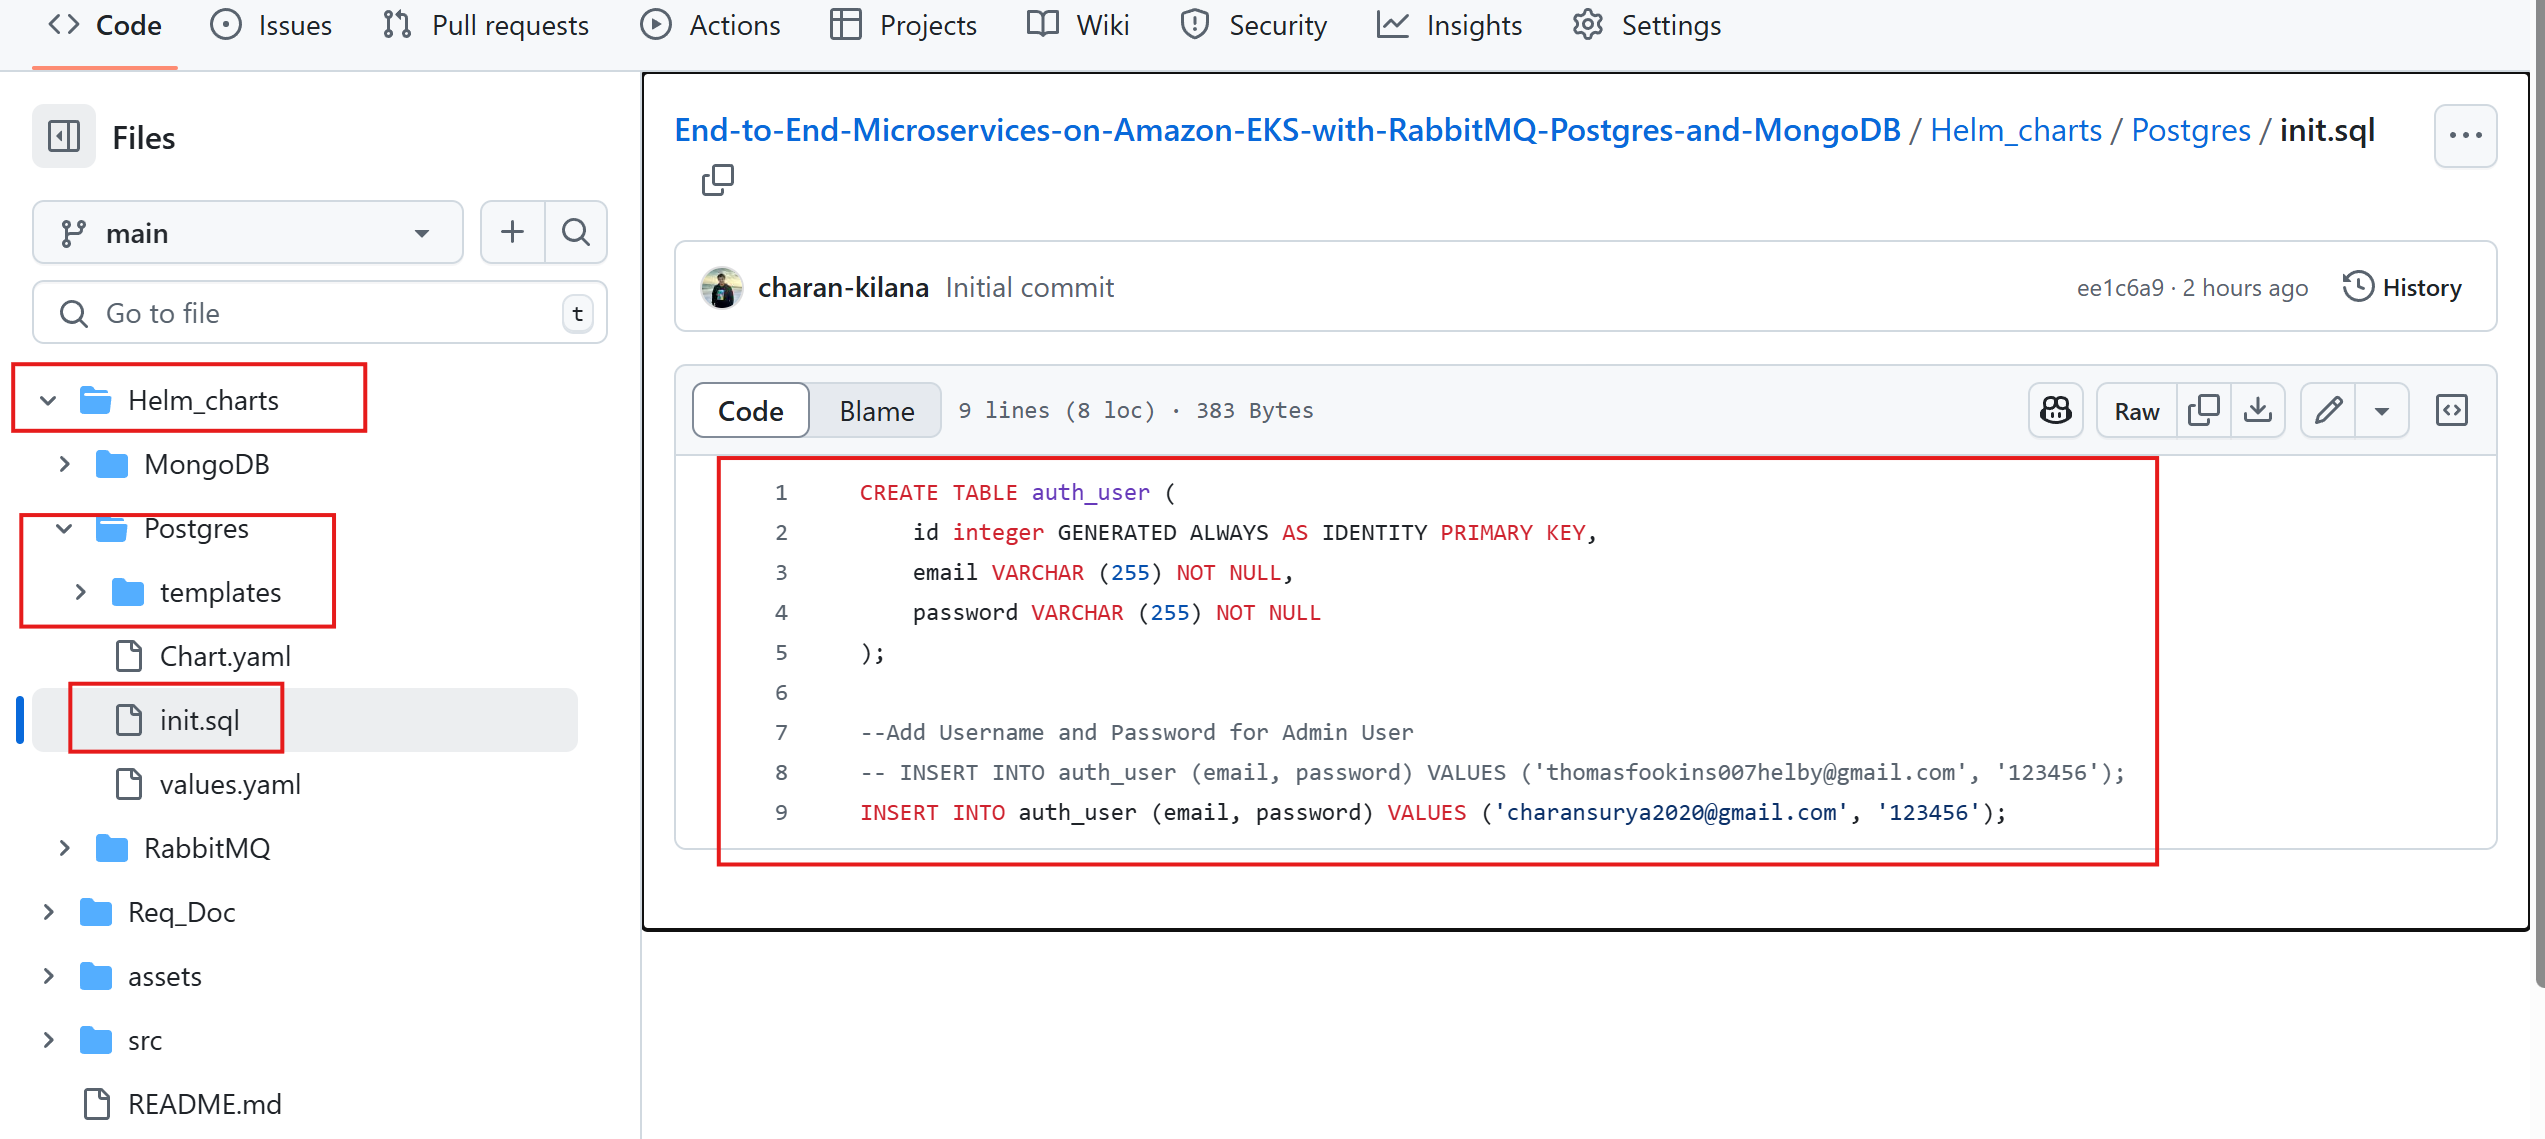 Code Issues Pull requests Actions Projects Wiki Security Insights Settings
Files
main
Go to file t
Helm_charts
MongoDB
Postgres
templates
Chart.yaml
init.sql
values.yaml
RabbitMQ
Req_Doc
assets
src
README.md
End-to-End-Microservices-on-Amazon-EKS-with-RabbitMQ-Postgres-and-MongoDB / Helm_charts / Postgres / init.sql
charan-kilana Initial commit ee1c6a9 · 2 hours ago History
Code Blame 9 lines (8 loc) · 383 Bytes Raw
1 CREATE TABLE auth_user (
2 id integer GENERATED ALWAYS AS IDENTITY PRIMARY KEY,
3 email VARCHAR (255) NOT NULL,
4 password VARCHAR (255) NOT NULL
5 );
6
7 --Add Username and Password for Admin User
8 -- INSERT INTO auth_user (email, password) VALUES ('thomasfookins007helby@gmail.com', '123456');
9 INSERT INTO auth_user (email, password) VALUES ('charansurya2020@gmail.com', '123456');